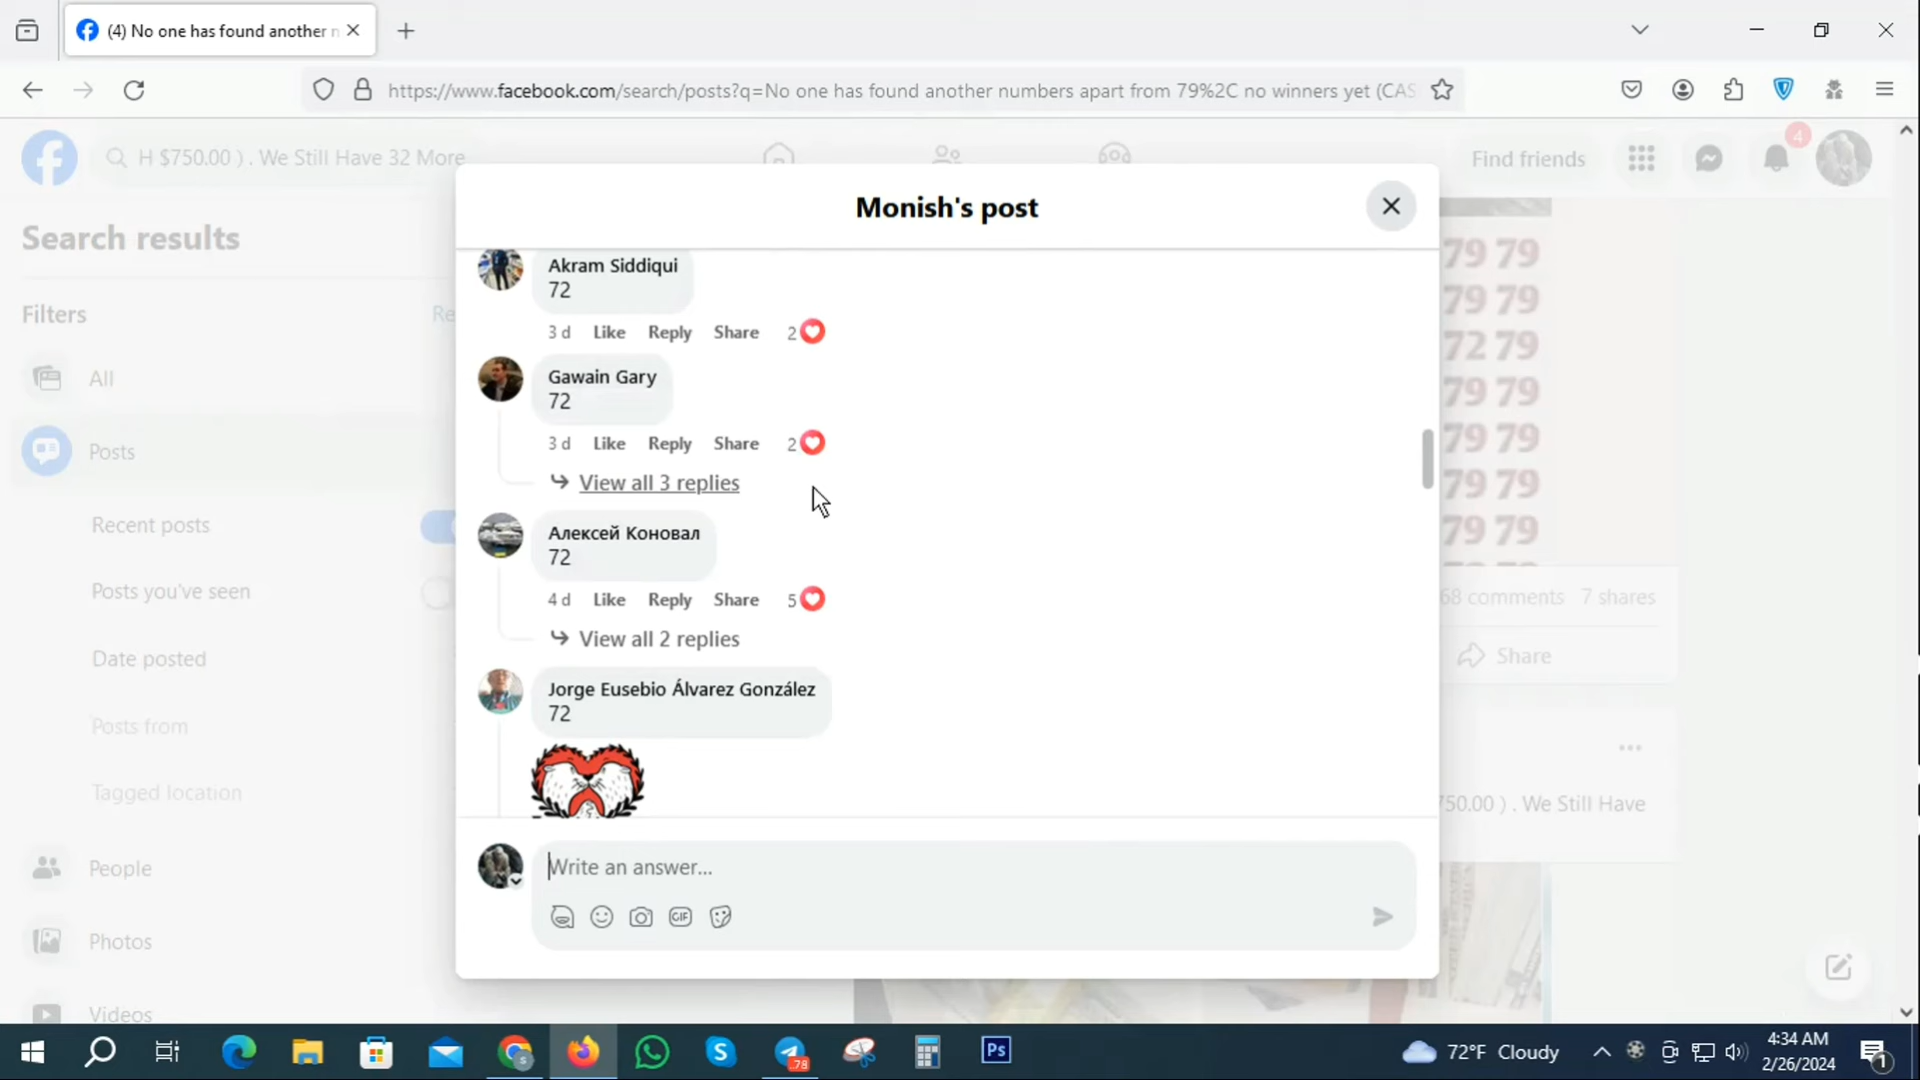 (4) No one has found another n
https://www.facebook.com/search/posts?q=No one has found another numbers apart from 79%2C no winners yet (CAS
H $750.00 ) . We Still Have 32 More
Find friends
4
Monish's post
Search results
Filters
Re
All
Posts
Recent posts
Posts you've seen
Date posted
Posts from
Tagged location
People
Photos
Videos
Akram Siddiqui
72
3 d Like Reply Share 2
Gawain Gary
72
3 d Like Reply Share 2
View all 3 replies
Алексей Коновал
72
4 d Like Reply Share 5
View all 2 replies
Jorge Eusebio Álvarez González
72
Write an answer...
GIF
79 79
79 79
72 79
79 79
79 79
79 79
79 79
68 comments 7 shares
Share
750.00 ) . We Still Have
78
Ps
72°F Cloudy
4:34 AM
2/26/2024
1